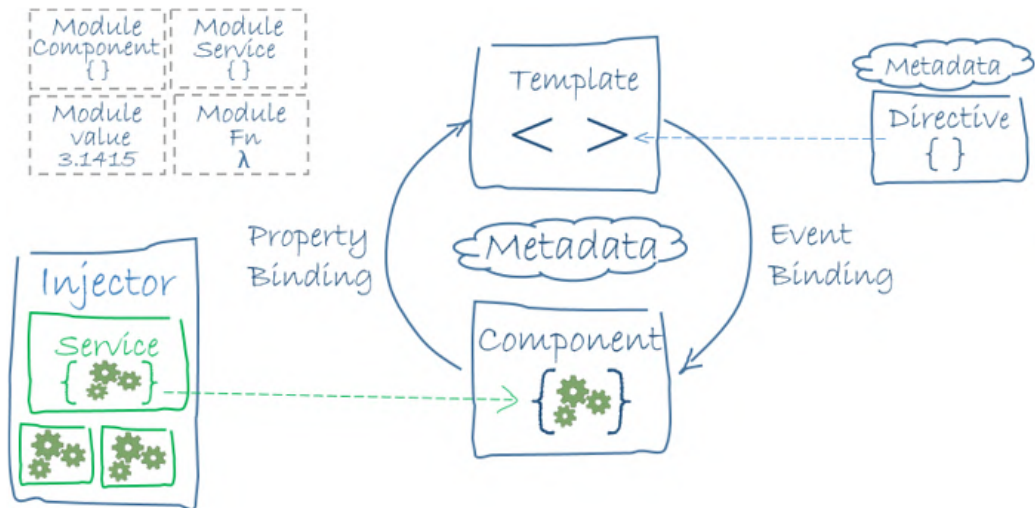 Module
Component
{ }
Module
Service
{ }
Module
value
3.1415
Module
Fn
λ
Template
< >
Metadata
Directive
{ }
Property
Binding
Metadata
Event
Binding
Injector
Service
{ }
Component
{ }